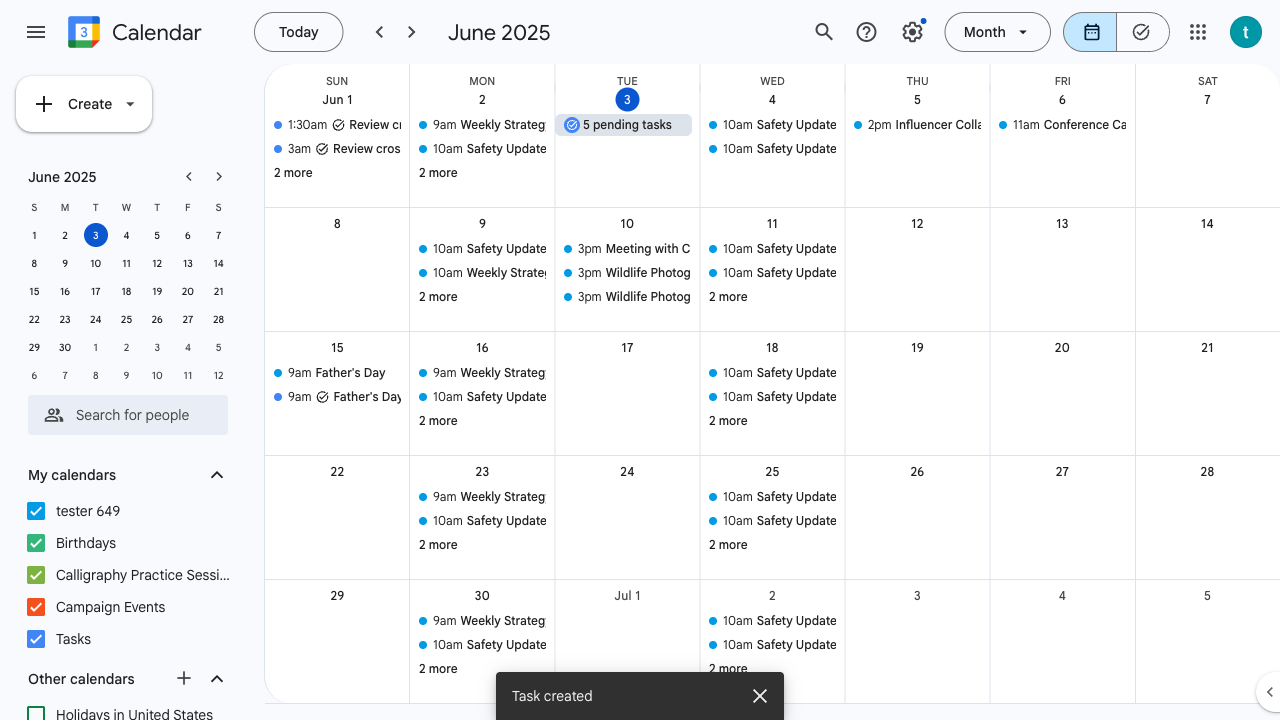 3
Calendar
Today
June 2025
Month
t
Create
June 2025
S M T W T F S
1 2 3 4 5 6 7
8 9 10 11 12 13 14
15 16 17 18 19 20 21
22 23 24 25 26 27 28
29 30 1 2 3 4 5
6 7 8 9 10 11 12
Search for people
My calendars
tester 649
Birthdays
Calligraphy Practice Sessi...
Campaign Events
Tasks
Other calendars
Holidays in United States
SUN MON TUE WED THU FRI SAT
Jun 1 2 3 4 5 6 7
1:30am Review cr
3am Review cros
2 more
9am Weekly Strateg
10am Safety Update
2 more
5 pending tasks
10am Safety Update
10am Safety Update
2pm Influencer Colla
11am Conference Ca
8 9 10 11 12 13 14
10am Safety Update
10am Weekly Strateg
2 more
3pm Meeting with C
3pm Wildlife Photog
3pm Wildlife Photog
10am Safety Update
10am Safety Update
2 more
15 16 17 18 19 20 21
9am Father's Day
9am Father's Day
9am Weekly Strateg
10am Safety Update
2 more
10am Safety Update
10am Safety Update
2 more
22 23 24 25 26 27 28
9am Weekly Strateg
10am Safety Update
2 more
10am Safety Update
10am Safety Update
2 more
29 30 Jul 1 2 3 4 5
9am Weekly Strateg
10am Safety Update
2 more
10am Safety Update
10am Safety Update
2 more
Task created